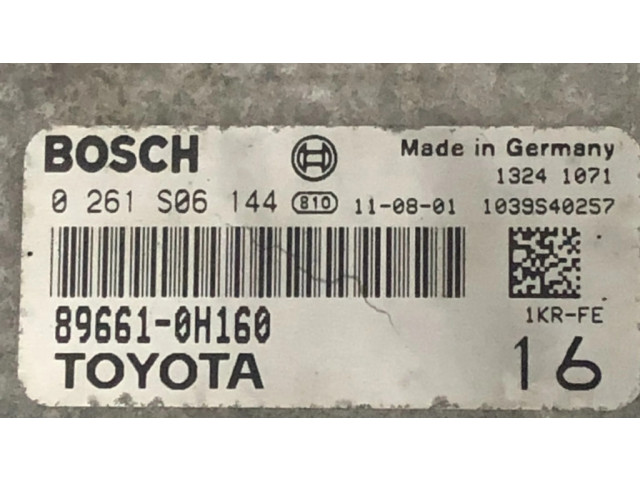 BOSCH
Made in Germany
1324 1071
0 261 S06 144 810 11-08-01 1039S40257
89661-0H160
1KR-FE
TOYOTA
16